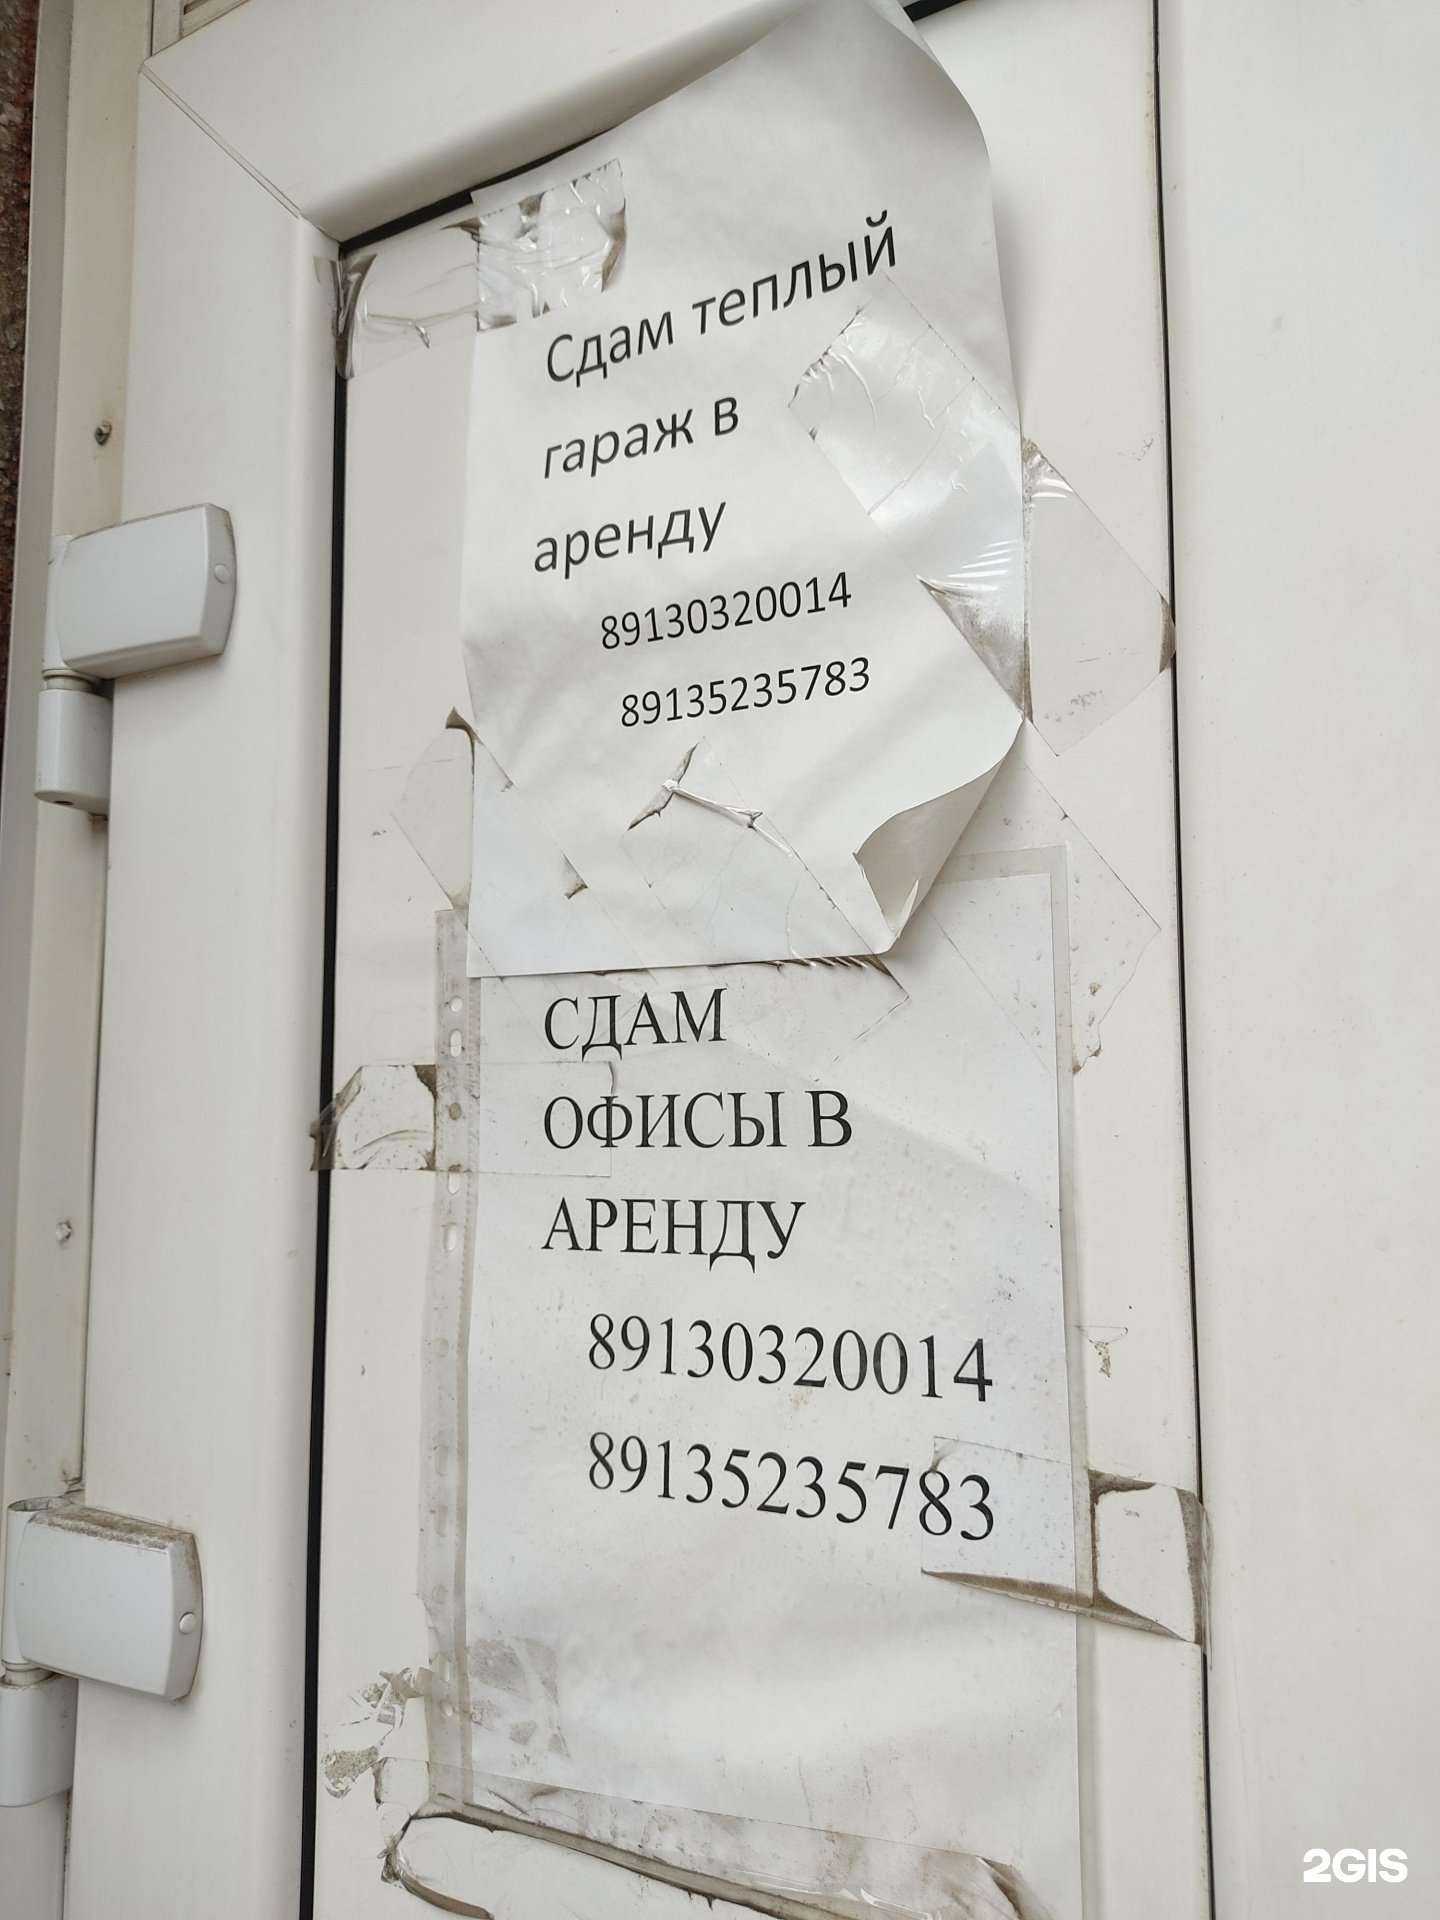 Сдам теплый
гараж в
аренду
89130320014
89135235783
СДАМ
ОФИСЫ В
АРЕНДУ
89130320014
89135235783
2GIS